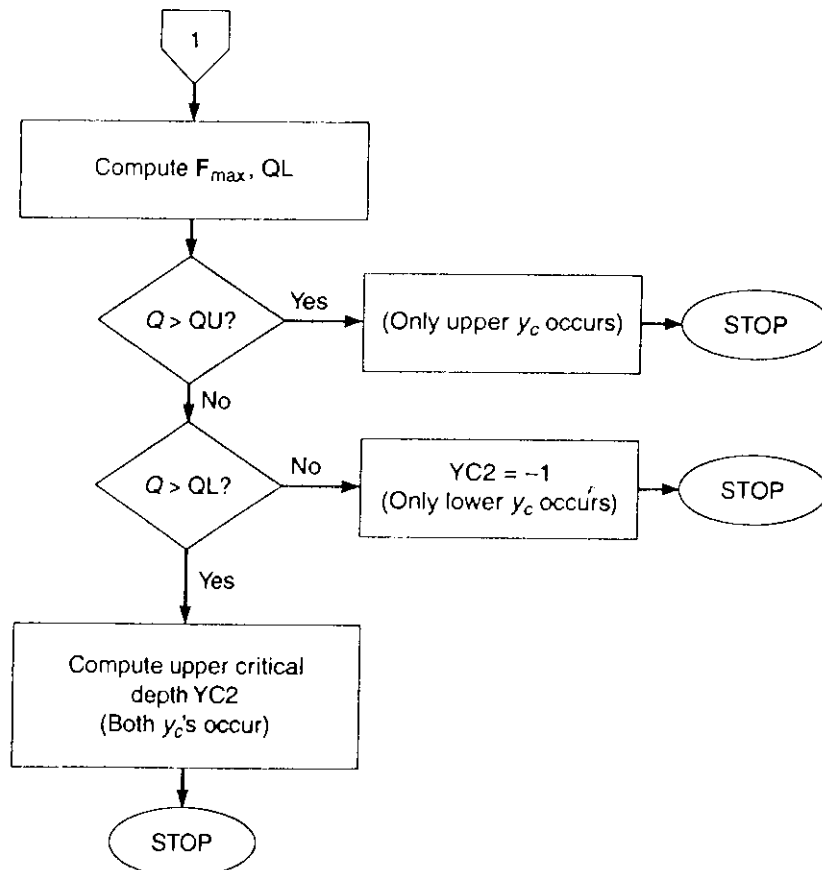 1
Compute F_max, QL
Q > QU?
Yes
(Only upper y_c occurs)
STOP
No
Q > QL?
No
YC2 = −1
(Only lower y_c occurs)
STOP
Yes
Compute upper critical
depth YC2
(Both y_c's occur)
STOP